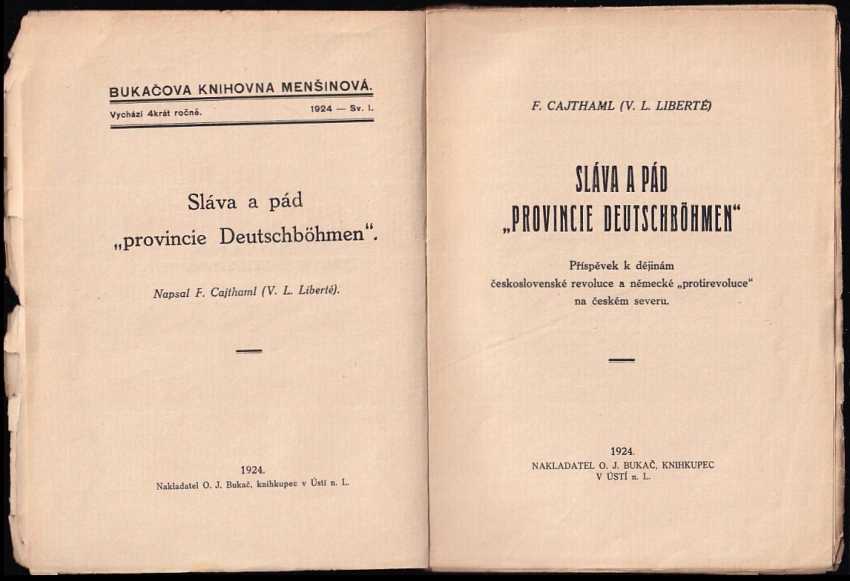 BUKAČOVA KNIHOVNA MENŠINOVÁ.
Vychází 4krát ročně. 1924 — Sv. I.
Sláva a pád
„provincie Deutschböhmen“.
Napsal F. Cajthaml (V. L. Liberté).
1924.
Nakladatel O. J. Bukač, knihkupec v Ústí n. L.
F. CAJTHAML (V. L. LIBERTÉ)
SLÁVA A PÁD
„PROVINCIE DEUTSCHBÖHMEN“
Příspěvek k dějinám
československé revoluce a německé „protirevoluce“
na českém severu.
1924.
NAKLADATEL O. J. BUKAČ, KNIHKUPEC
V ÚSTÍ n. L.